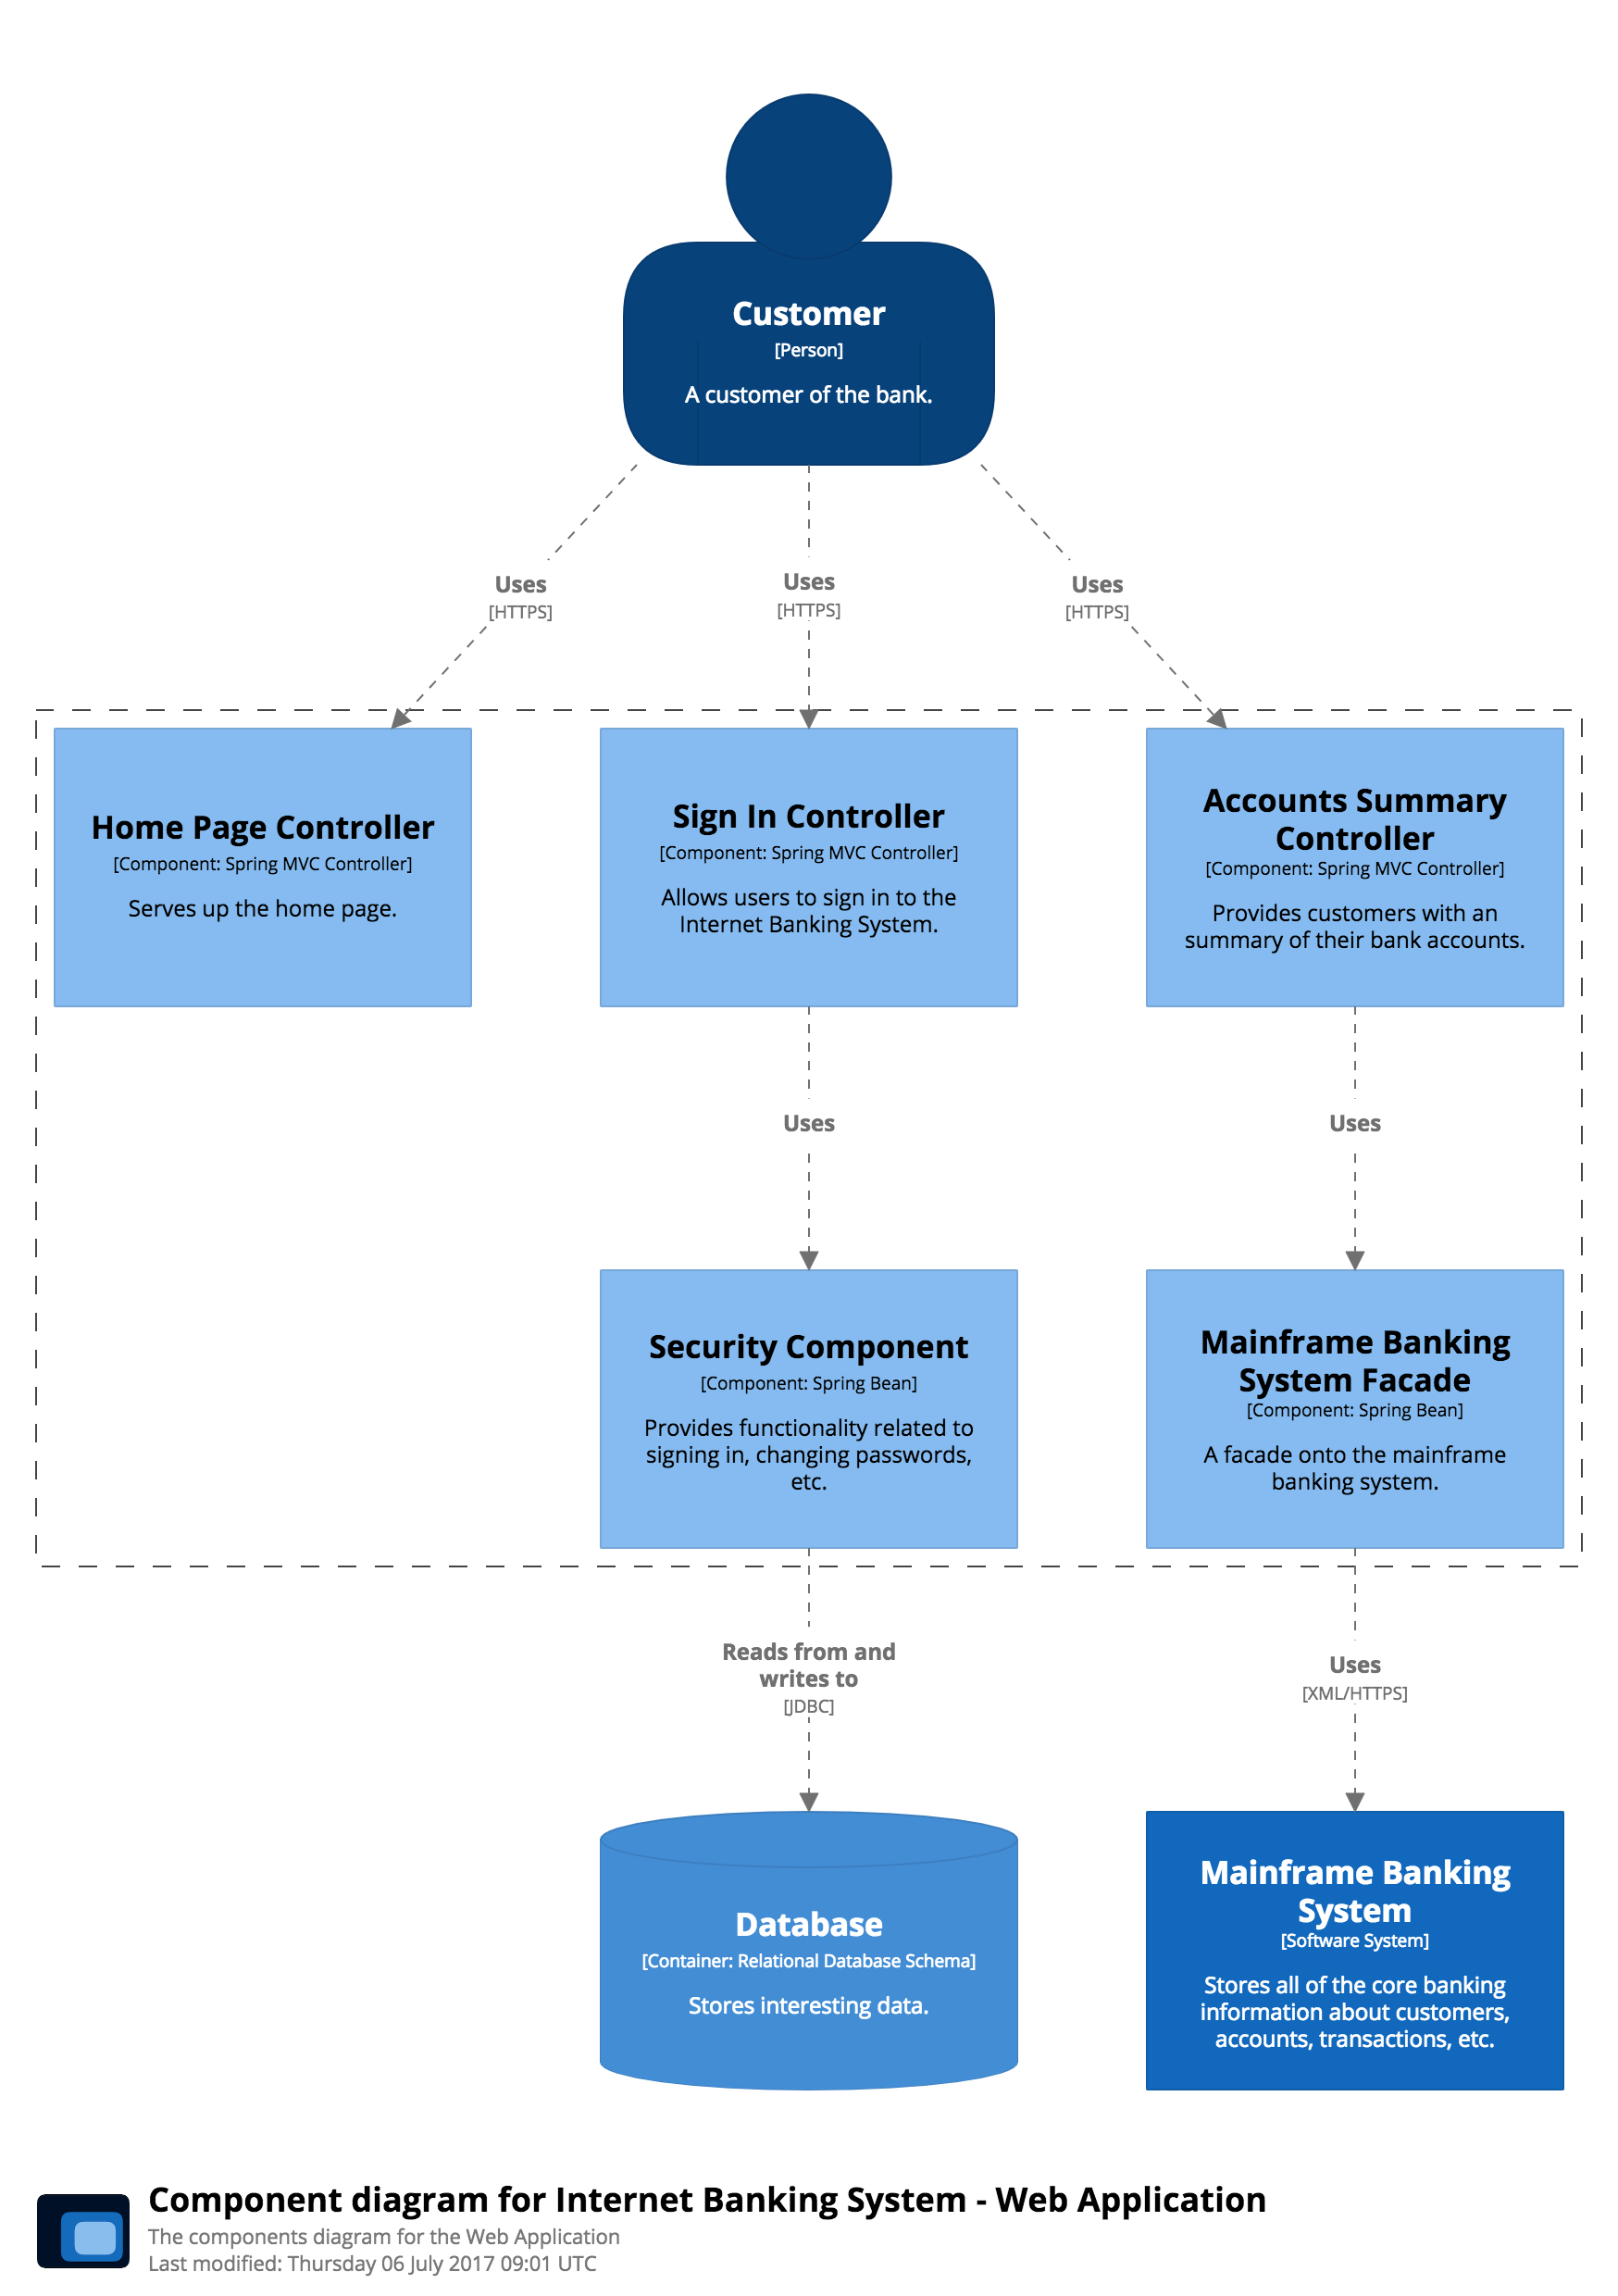 Customer
[Person]
A customer of the bank.
Uses
[HTTPS]
Uses
[HTTPS]
Uses
[HTTPS]
Home Page Controller
[Component: Spring MVC Controller]
Serves up the home page.
Sign In Controller
[Component: Spring MVC Controller]
Allows users to sign in to the
Internet Banking System.
Accounts Summary
Controller
[Component: Spring MVC Controller]
Provides customers with an
summary of their bank accounts.
Uses
Uses
Security Component
[Component: Spring Bean]
Provides functionality related to
signing in, changing passwords,
etc.
Mainframe Banking
System Facade
[Component: Spring Bean]
A facade onto the mainframe
banking system.
Reads from and
writes to
[JDBC]
Uses
[XML/HTTPS]
Database
[Container: Relational Database Schema]
Stores interesting data.
Mainframe Banking
System
[Software System]
Stores all of the core banking
information about customers,
accounts, transactions, etc.
Component diagram for Internet Banking System - Web Application
The components diagram for the Web Application
Last modified: Thursday 06 July 2017 09:01 UTC